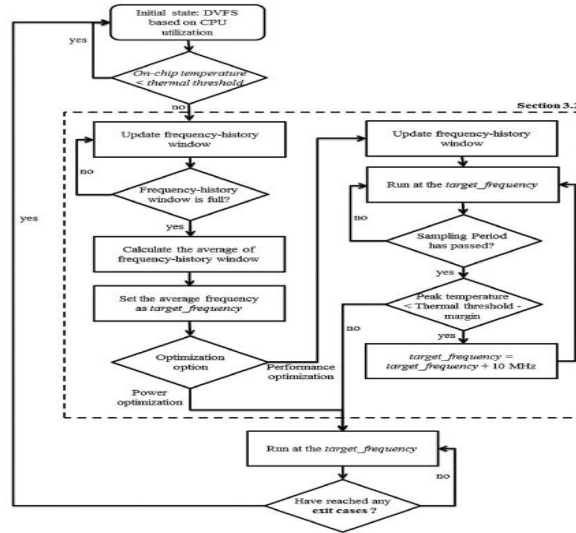 Initial state: DVFS
based on CPU
utilization
yes
On-chip temperature
< thermal threshold
no
Section 3.
Update frequency-history
window
no
Frequency-history
window is full?
yes
Calculate the average of
frequency-history window
Set the average frequency
as target_frequency
Optimization
option
Performance
optimization
Power
optimization
Update frequency-history
window
Run at the target_frequency
no
Sampling Period
has passed?
yes
Peak temperature
< Thermal threshold -
margin
no
yes
target_frequency =
target_frequency + 10 MHz
Run at the target_frequency
no
Have reached any
exit cases ?
yes